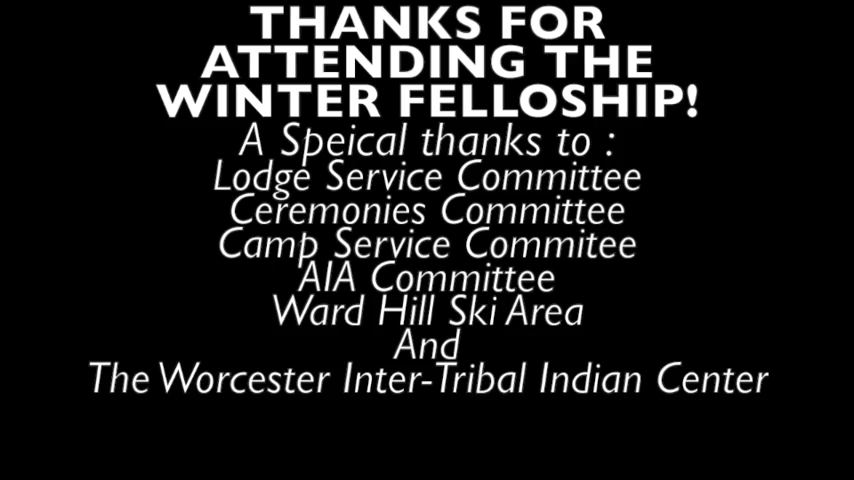 THANKS FOR
ATTENDING THE
WINTER FELLOSHIP!
A Speical thanks to :
Lodge Service Committee
Ceremonies Committee
Camp Service Commitee
AIA Committee
Ward Hill Ski Area
And
The Worcester Inter-Tribal Indian Center